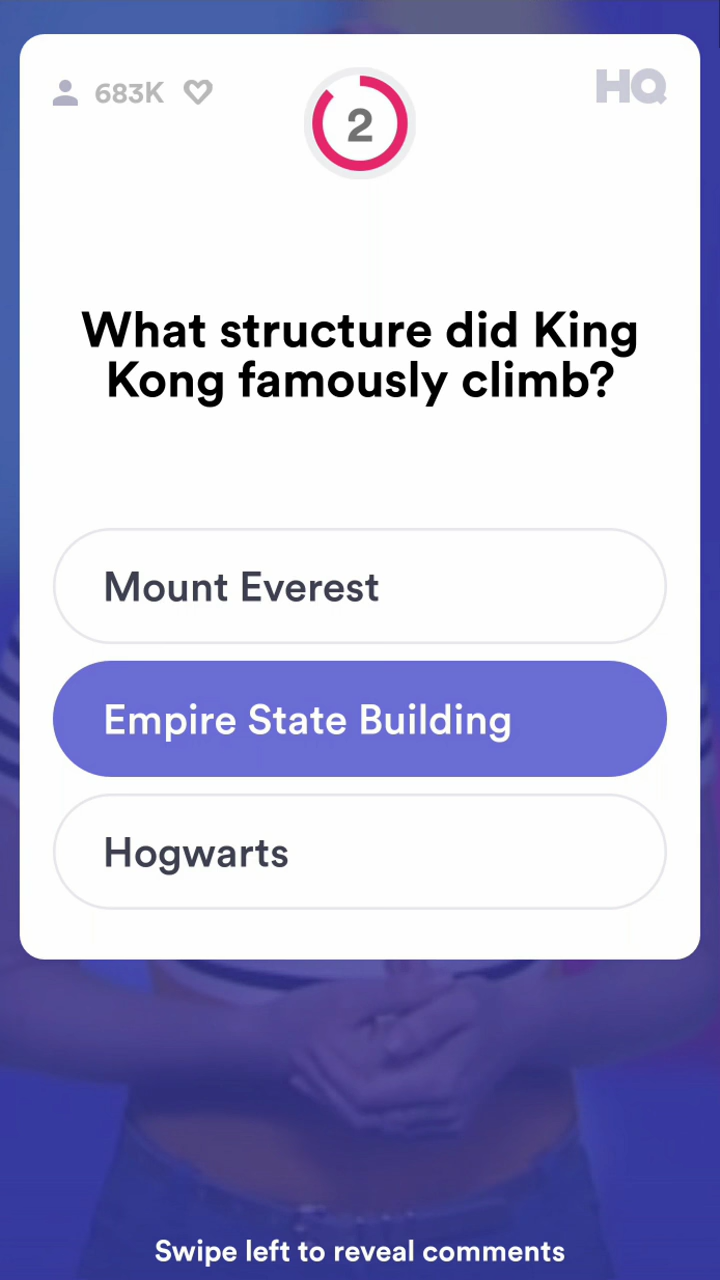 683K
2
HQ
What structure did King
Kong famously climb?
Mount Everest
Empire State Building
Hogwarts
Swipe left to reveal comments